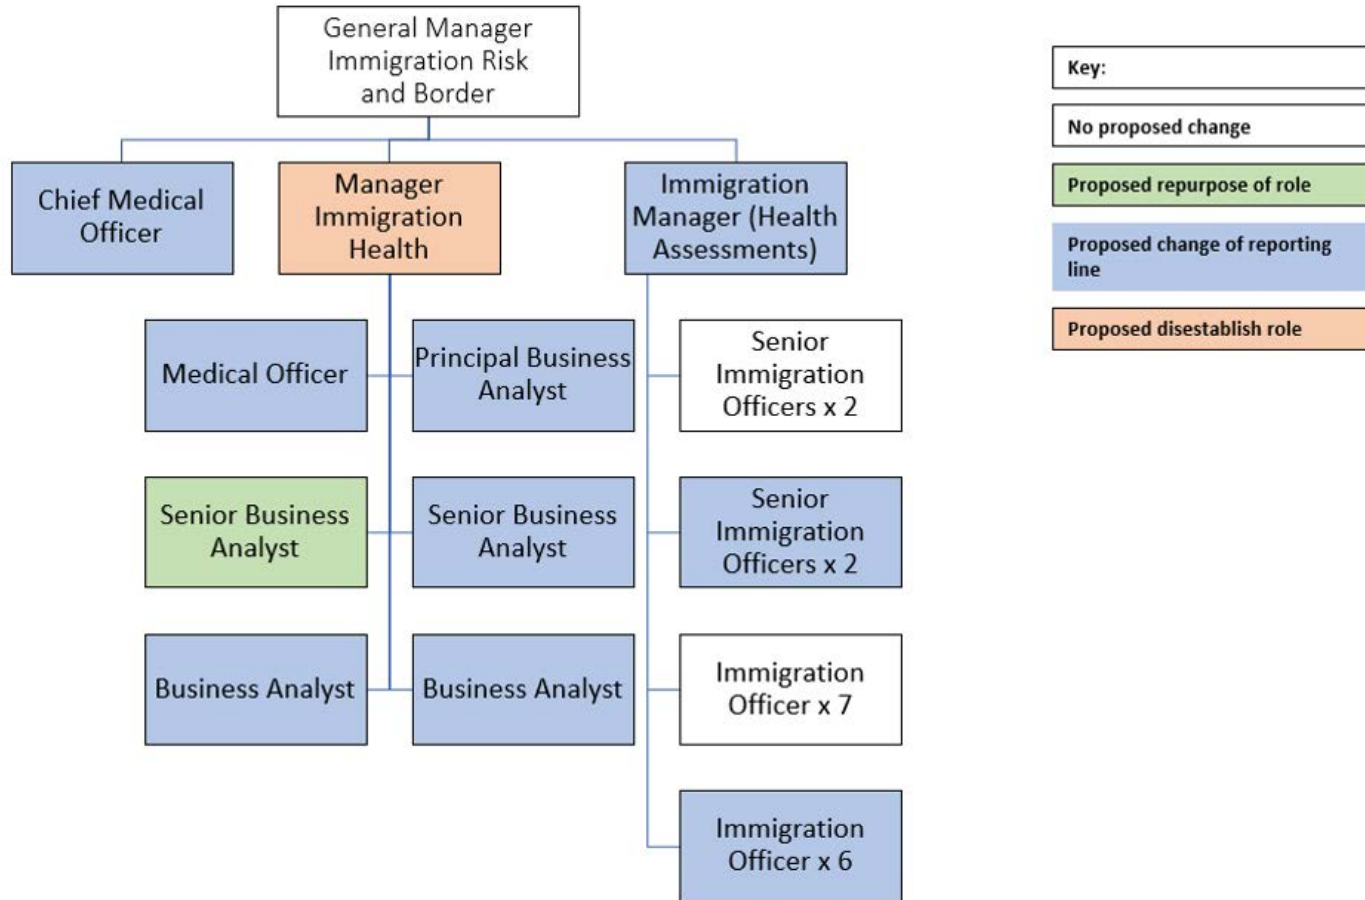 General Manager
Immigration Risk
and Border
Chief Medical
Officer
Manager
Immigration
Health
Immigration
Manager (Health
Assessments)
Medical Officer
Principal Business
Analyst
Senior
Immigration
Officers x 2
Senior Business
Analyst
Senior Business
Analyst
Senior
Immigration
Officers x 2
Business Analyst
Business Analyst
Immigration
Officer x 7
Immigration
Officer x 6
Key:
No proposed change
Proposed repurpose of role
Proposed change of reporting
line
Proposed disestablish role